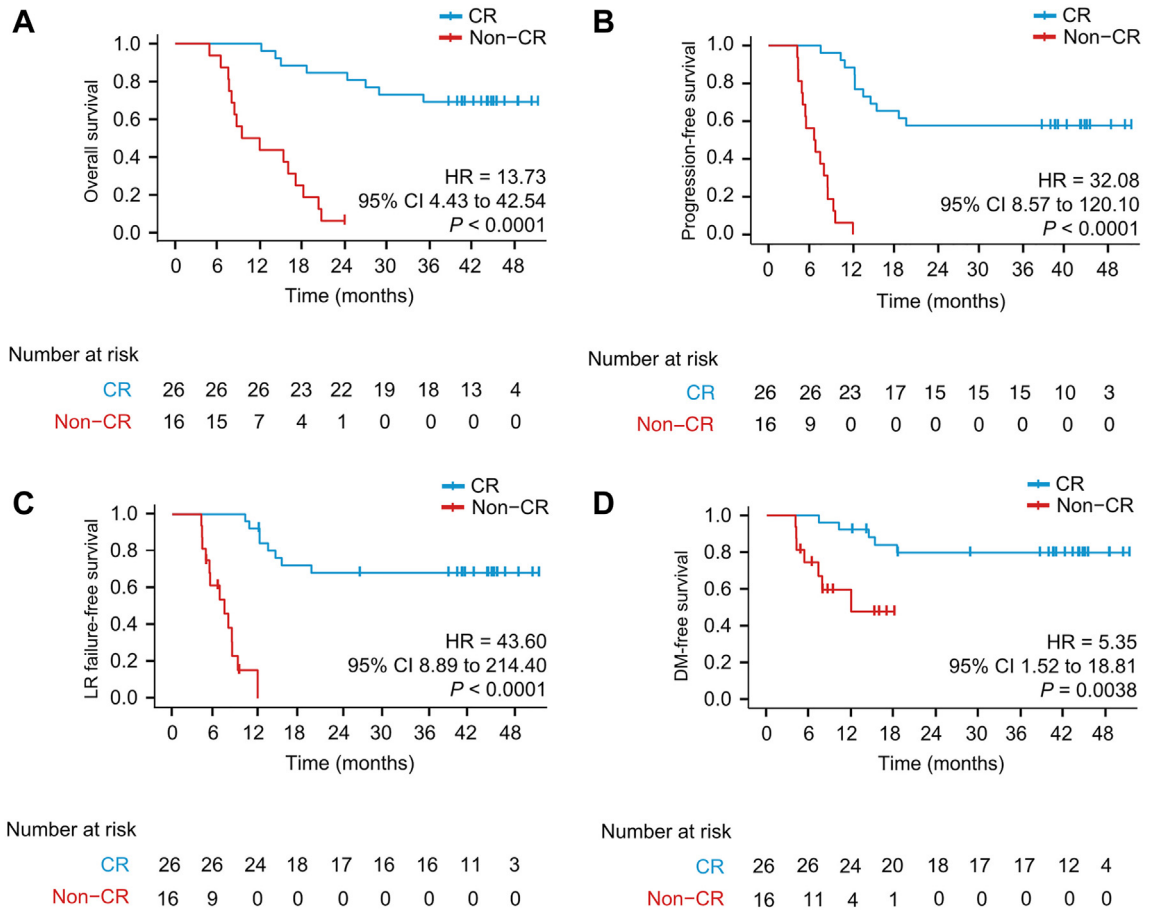 A
CR
Non−CR
Overall survival
1.0
0.8
0.6
0.4
0.2
0.0
HR = 13.73
95% CI 4.43 to 42.54
P < 0.0001
0 6 12 18 24 30 36 42 48
Time (months)
Number at risk
CR 26 26 26 23 22 19 18 13 4
Non−CR 16 15 7 4 1 0 0 0 0
B
CR
Non−CR
Progression-free survival
1.0
0.8
0.6
0.4
0.2
0.0
HR = 32.08
95% CI 8.57 to 120.10
P < 0.0001
0 6 12 18 24 30 36 40 48
Time (months)
Number at risk
CR 26 26 23 17 15 15 15 10 3
Non−CR 16 9 0 0 0 0 0 0 0
C
CR
Non−CR
LR failure-free survival
1.0
0.8
0.6
0.4
0.2
0.0
HR = 43.60
95% CI 8.89 to 214.40
P < 0.0001
0 6 12 18 24 30 36 42 48
Time (months)
Number at risk
CR 26 26 24 18 17 16 16 11 3
Non−CR 16 9 0 0 0 0 0 0 0
D
CR
Non−CR
DM-free survival
1.0
0.8
0.6
0.4
0.2
0.0
HR = 5.35
95% CI 1.52 to 18.81
P = 0.0038
0 6 12 18 24 30 36 42 48
Time (months)
Number at risk
CR 26 26 24 20 18 17 17 12 4
Non−CR 16 11 4 1 0 0 0 0 0